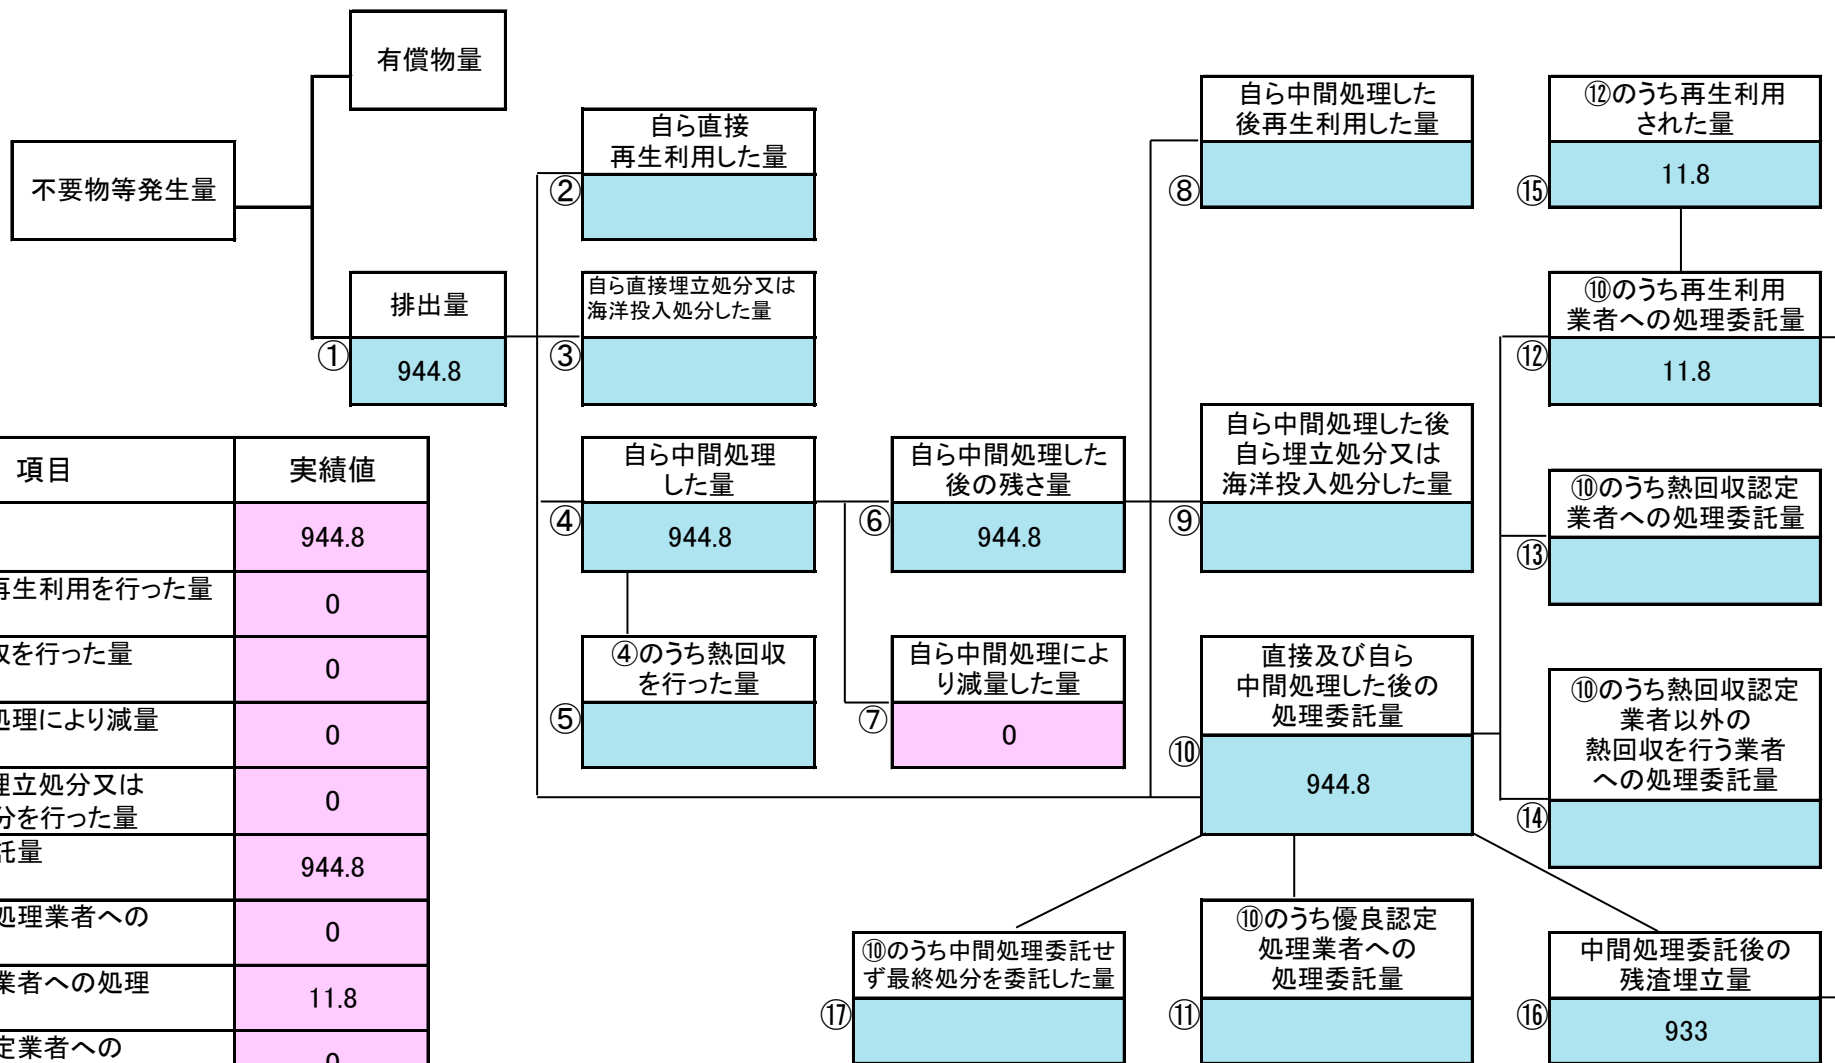 有償物量
不要物等発生量
排出量
①
944.8
自ら直接
再生利用した量
②
自ら直接埋立処分又は
海洋投入処分した量
③
自ら中間処理
した量
④
944.8
④のうち熱回収
を行った量
⑤
自ら中間処理した
後の残さ量
⑥
944.8
自ら中間処理によ
り減量した量
⑦
0
自ら中間処理した
後再生利用した量
⑧
自ら中間処理した後
自ら埋立処分又は
海洋投入処分した量
⑨
直接及び自ら
中間処理した後の
処理委託量
⑩
944.8
⑫のうち再生利用
された量
⑮
11.8
⑩のうち再生利用
業者への処理委託量
⑫
11.8
⑩のうち熱回収認定
業者への処理委託量
⑬
⑩のうち熱回収認定
業者以外の
熱回収を行う業者
への処理委託量
⑭
⑩のうち中間処理委託せ
ず最終処分を委託した量
⑰
⑩のうち優良認定
処理業者への
処理委託量
⑪
中間処理委託後の
残渣埋立量
⑯
933
項目
実績値
944.8
再生利用を行った量
0
を行った量
0
処理により減量
0
埋立処分又は
分を行った量
0
託量
944.8
処理業者への
0
業者への処理
11.8
定業者への